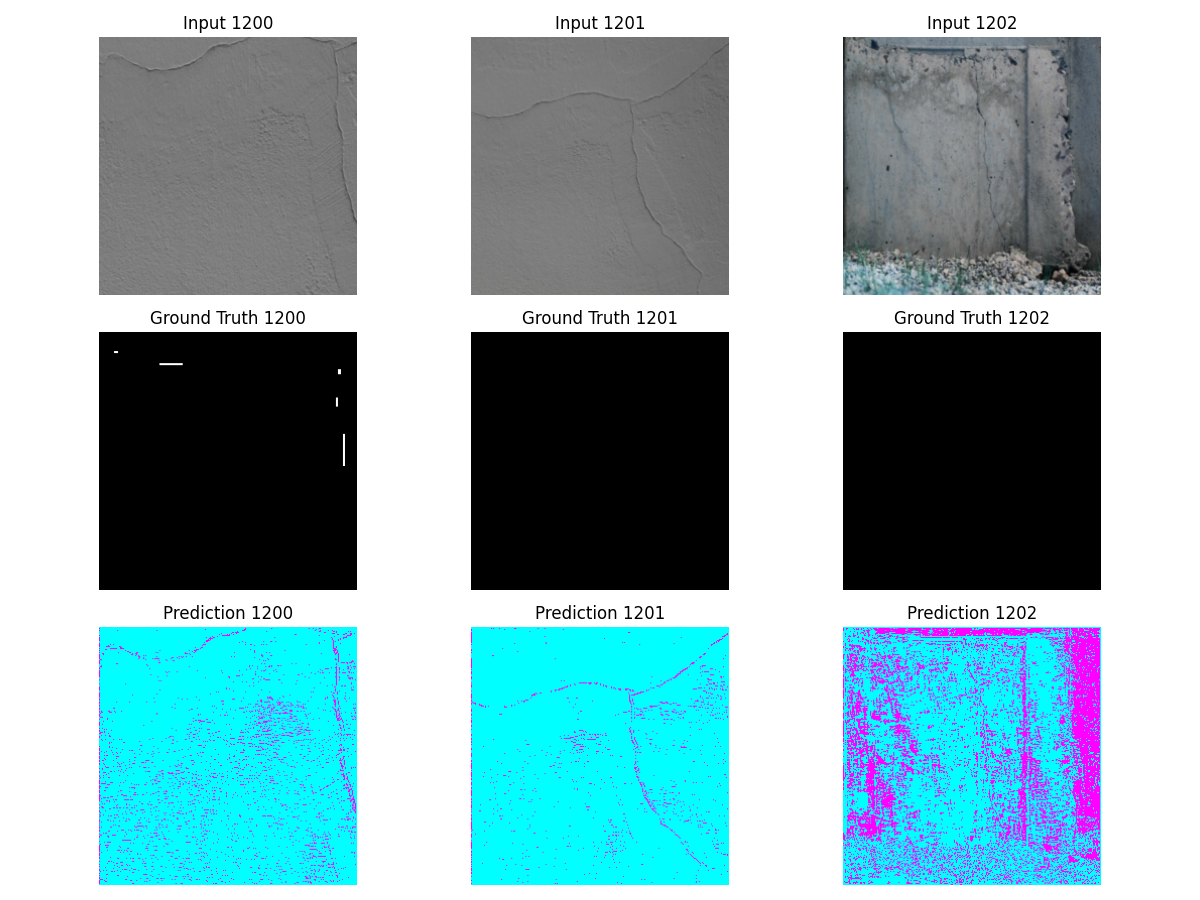 Input 1200
Input 1201
Input 1202
Ground Truth 1200
Ground Truth 1201
Ground Truth 1202
Prediction 1200
Prediction 1201
Prediction 1202